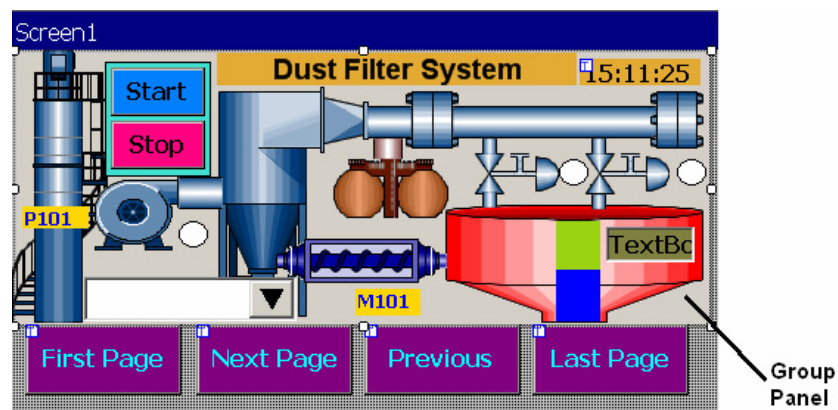 Screen1
Dust Filter System
15:11:25
Start
Stop
P101
TextBo
M101
First Page
Next Page
Previous
Last Page
Group
Panel